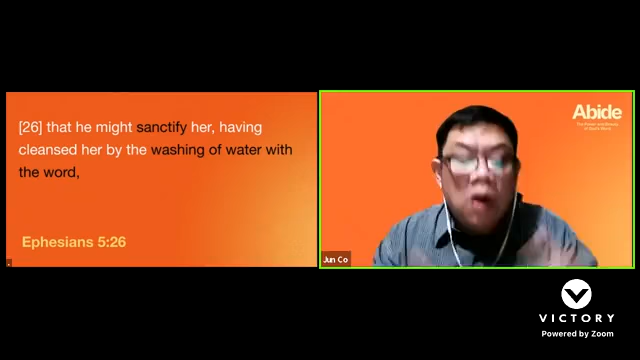 [26] that he might sanctify her, having
cleansed her by the washing of water with
the word,
Ephesians 5:26
Abide
Jun Co
VICTORY
Powered by Zoom